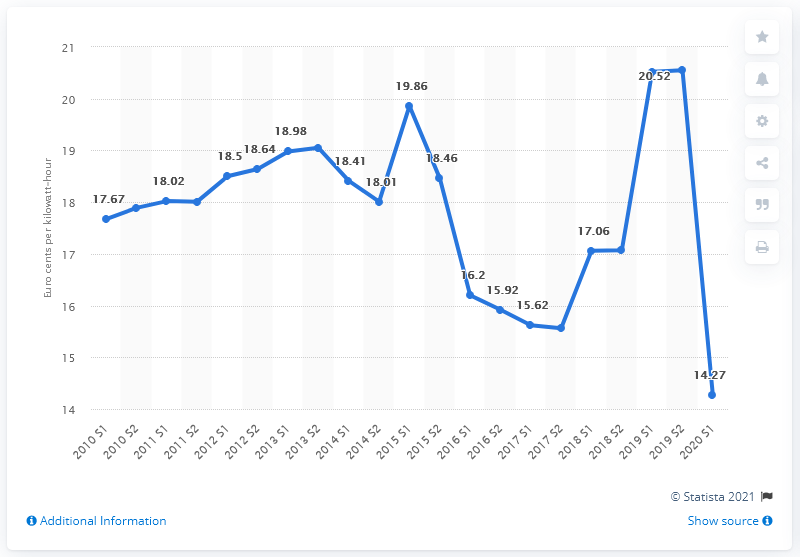 21
20
19
18
17
16
15
14
Euro cents per kilowatt-hour
17.67
18.02
18.5
18.64
18.98
18.41
18.01
19.86
18.46
16.2
15.92
15.62
17.06
20.52
14.27
2010 S1
2010 S2
2011 S1
2011 S2
2012 S1
2012 S2
2013 S1
2013 S2
2014 S1
2014 S2
2015 S1
2015 S2
2016 S1
2016 S2
2017 S1
2017 S2
2018 S1
2018 S2
2019 S1
2019 S2
2020 S1
© Statista 2021
Additional Information
Show source